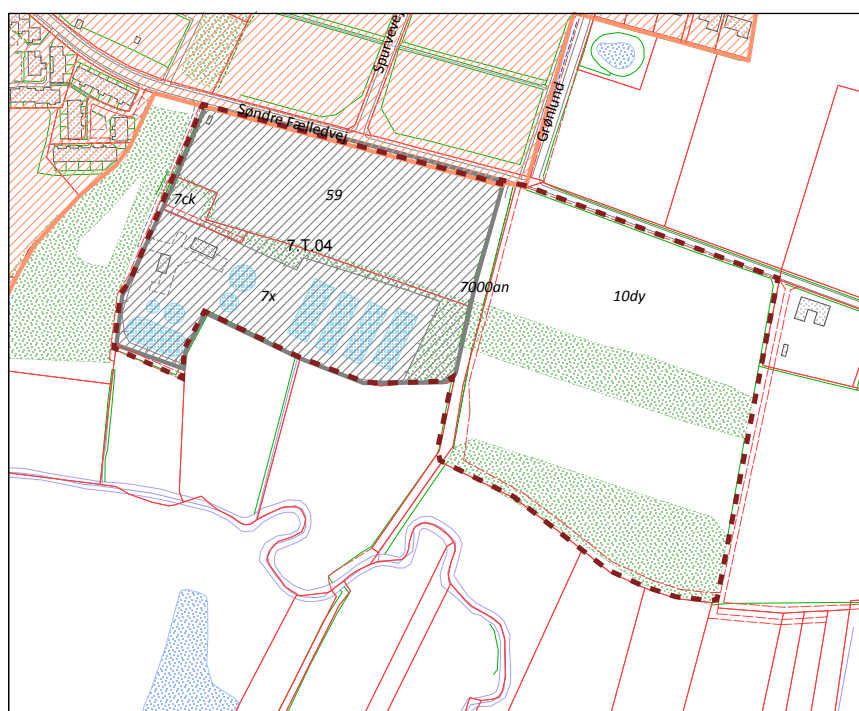 Spurvevej
Grønlund
Søndre Fælledvej
59
7ck
7.T.04
7x
7000an
10dy